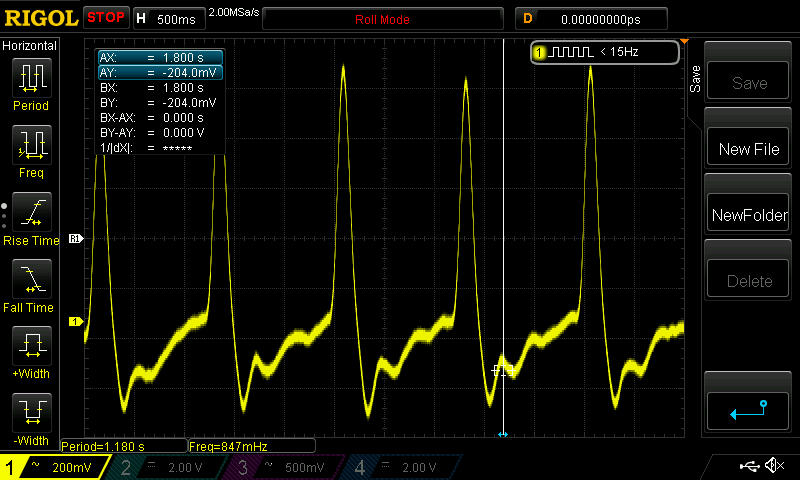 RIGOL STOP H 500ms 2.00MSa/s Roll Mode D 0.00000000ps
Horizontal
Period
Freq
Rise Time
Fall Time
+Width
-Width
AX: = 1.800 s
AY: = -204.0mV
BX: = 1.800 s
BY: = -204.0mV
BX-AX: = 0.000 s
BY-AY: = 0.000 V
1/|dX|: = *****
1 < 15Hz
R1
1
Save
Save
New File
NewFolder
Delete
Period=1.180 s Freq=847mHz
1 ~ 200mV 2 2.00 V 3 ~ 500mV 4 2.00 V